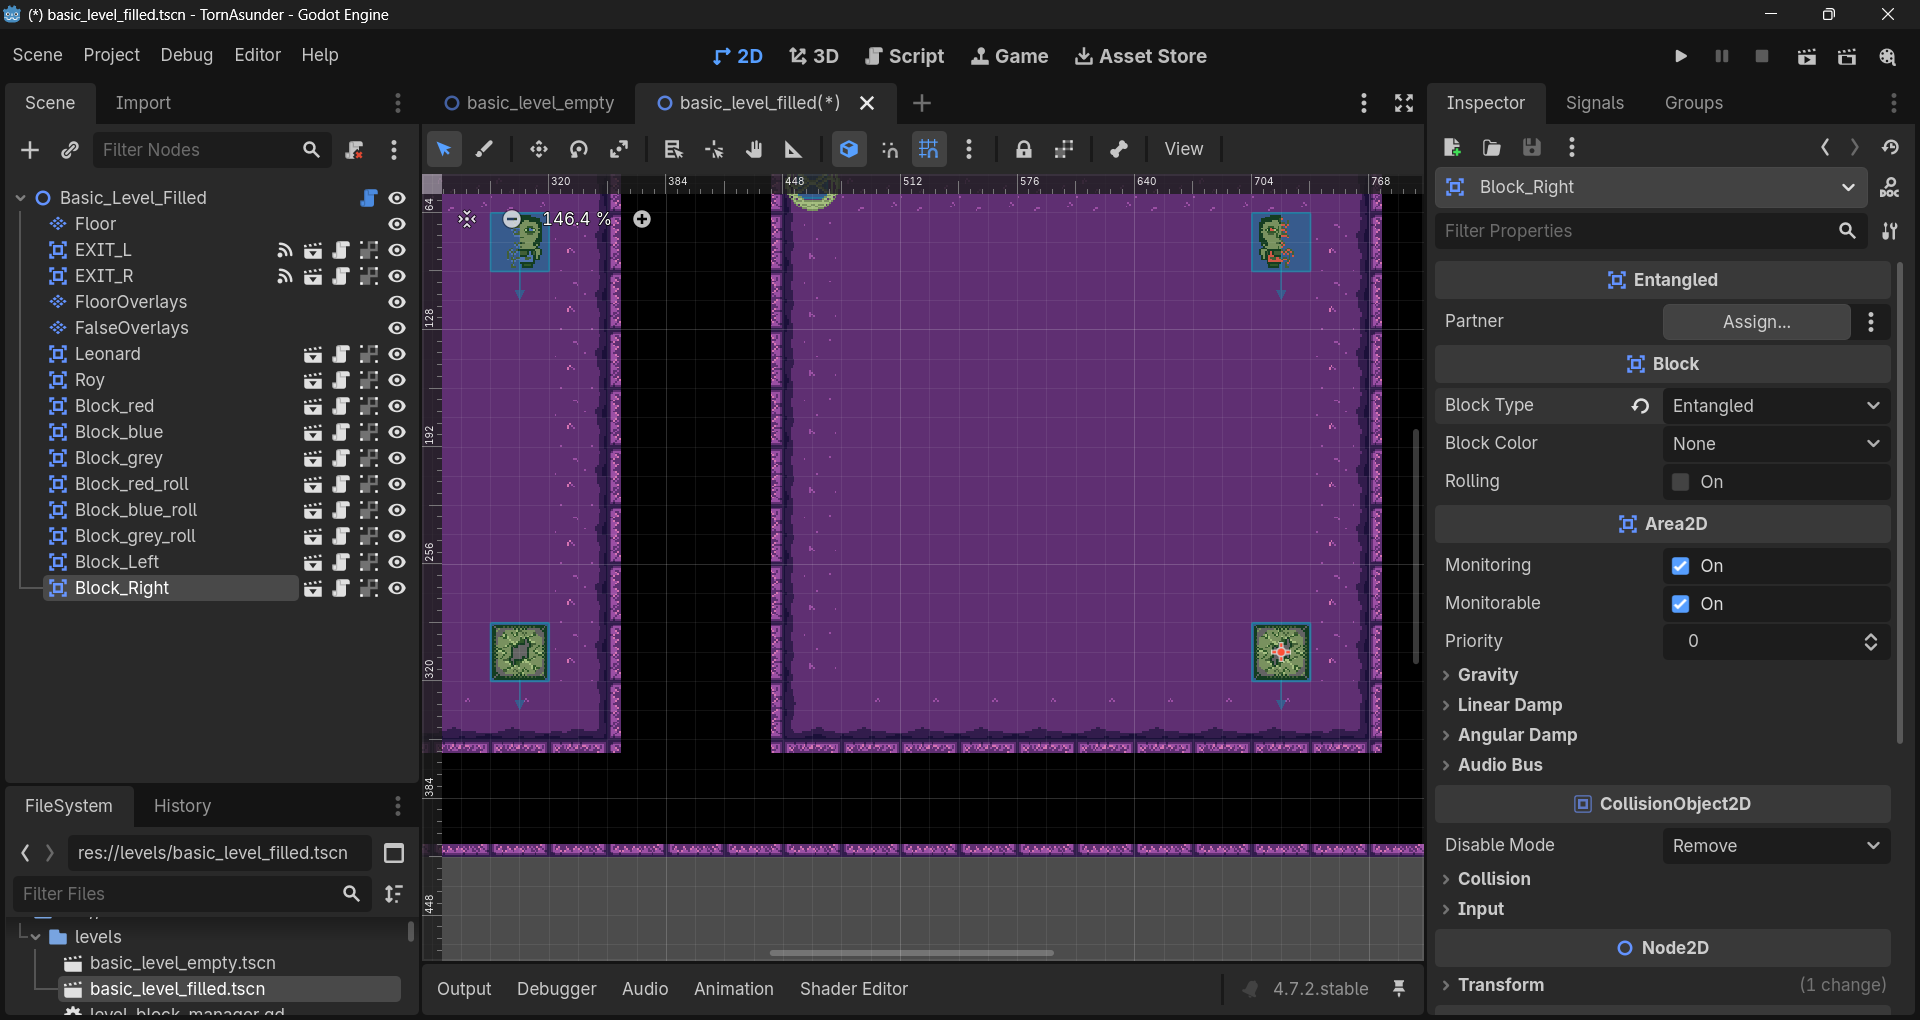 (*) basic_level_filled.tscn - TornAsunder - Godot Engine
Scene Project Debug Editor Help
2D 3D Script Game Asset Store
Scene Import
Filter Nodes
Basic_Level_Filled
Floor
EXIT_L
EXIT_R
FloorOverlays
FalseOverlays
Leonard
Roy
Block_red
Block_blue
Block_grey
Block_red_roll
Block_blue_roll
Block_grey_roll
Block_Left
Block_Right
FileSystem History
res://levels/basic_level_filled.tscn
Filter Files
levels
basic_level_empty.tscn
basic_level_filled.tscn
level_block_manager.gd
basic_level_empty basic_level_filled(*)
View
320 384 448 512 576 640 704 768
64
128
192
256
320
384
448
146.4 %
Output Debugger Audio Animation Shader Editor 4.7.2.stable
Inspector Signals Groups
Block_Right
DOC
Filter Properties
Entangled
Partner Assign...
Block
Block Type Entangled
Block Color None
Rolling On
Area2D
Monitoring On
Monitorable On
Priority 0
Gravity
Linear Damp
Angular Damp
Audio Bus
CollisionObject2D
Disable Mode Remove
Collision
Input
Node2D
Transform (1 change)